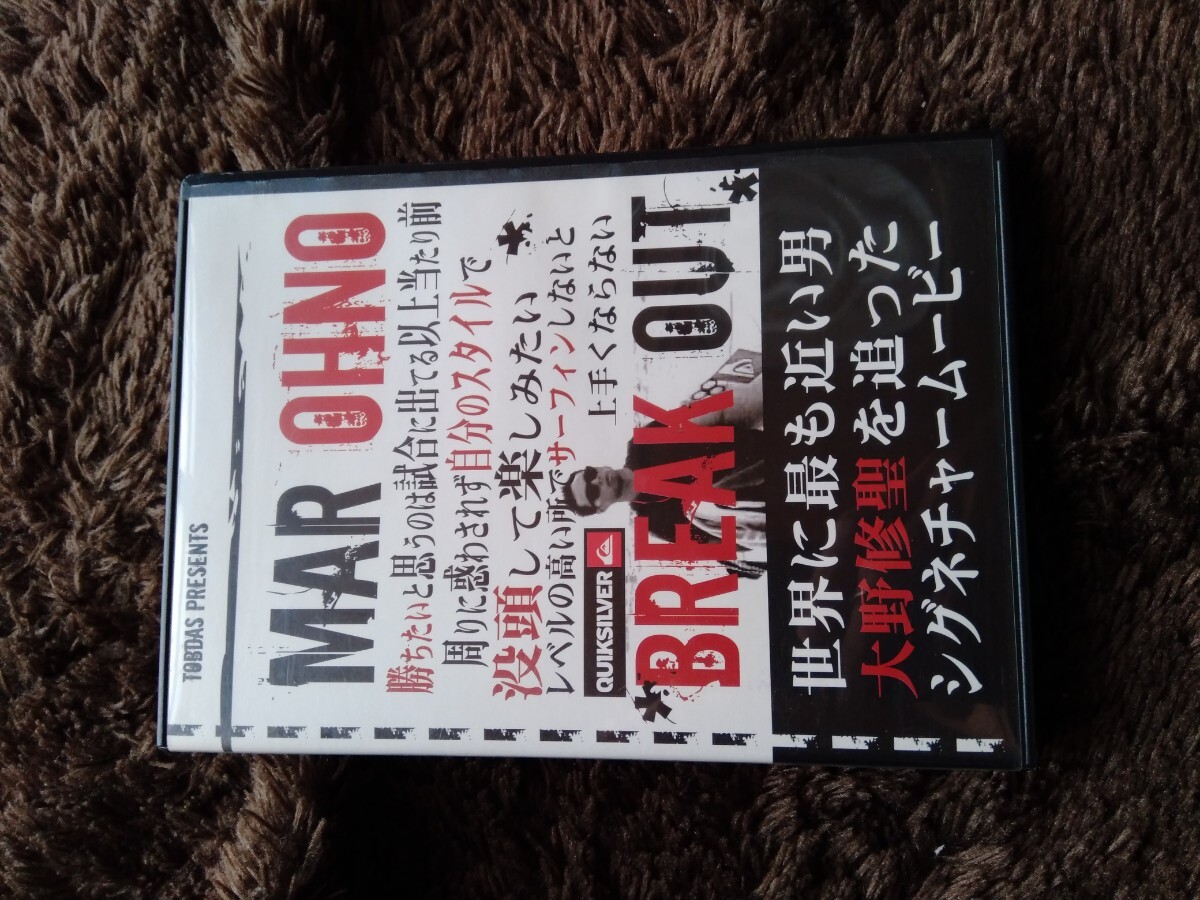 TOBDAS PRESENTS
MAR OHNO
勝ちたいと思うのは試合に出てる以上当たり前
周りに惑わされず自分のスタイルで
没頭して楽しみたい
レベルの高い所でサーフィンしないと
上手くならない
QUIKSILVER
*BREAK OUT*
世界に最も近い男
大野修聖を追った
シグネチャームービー